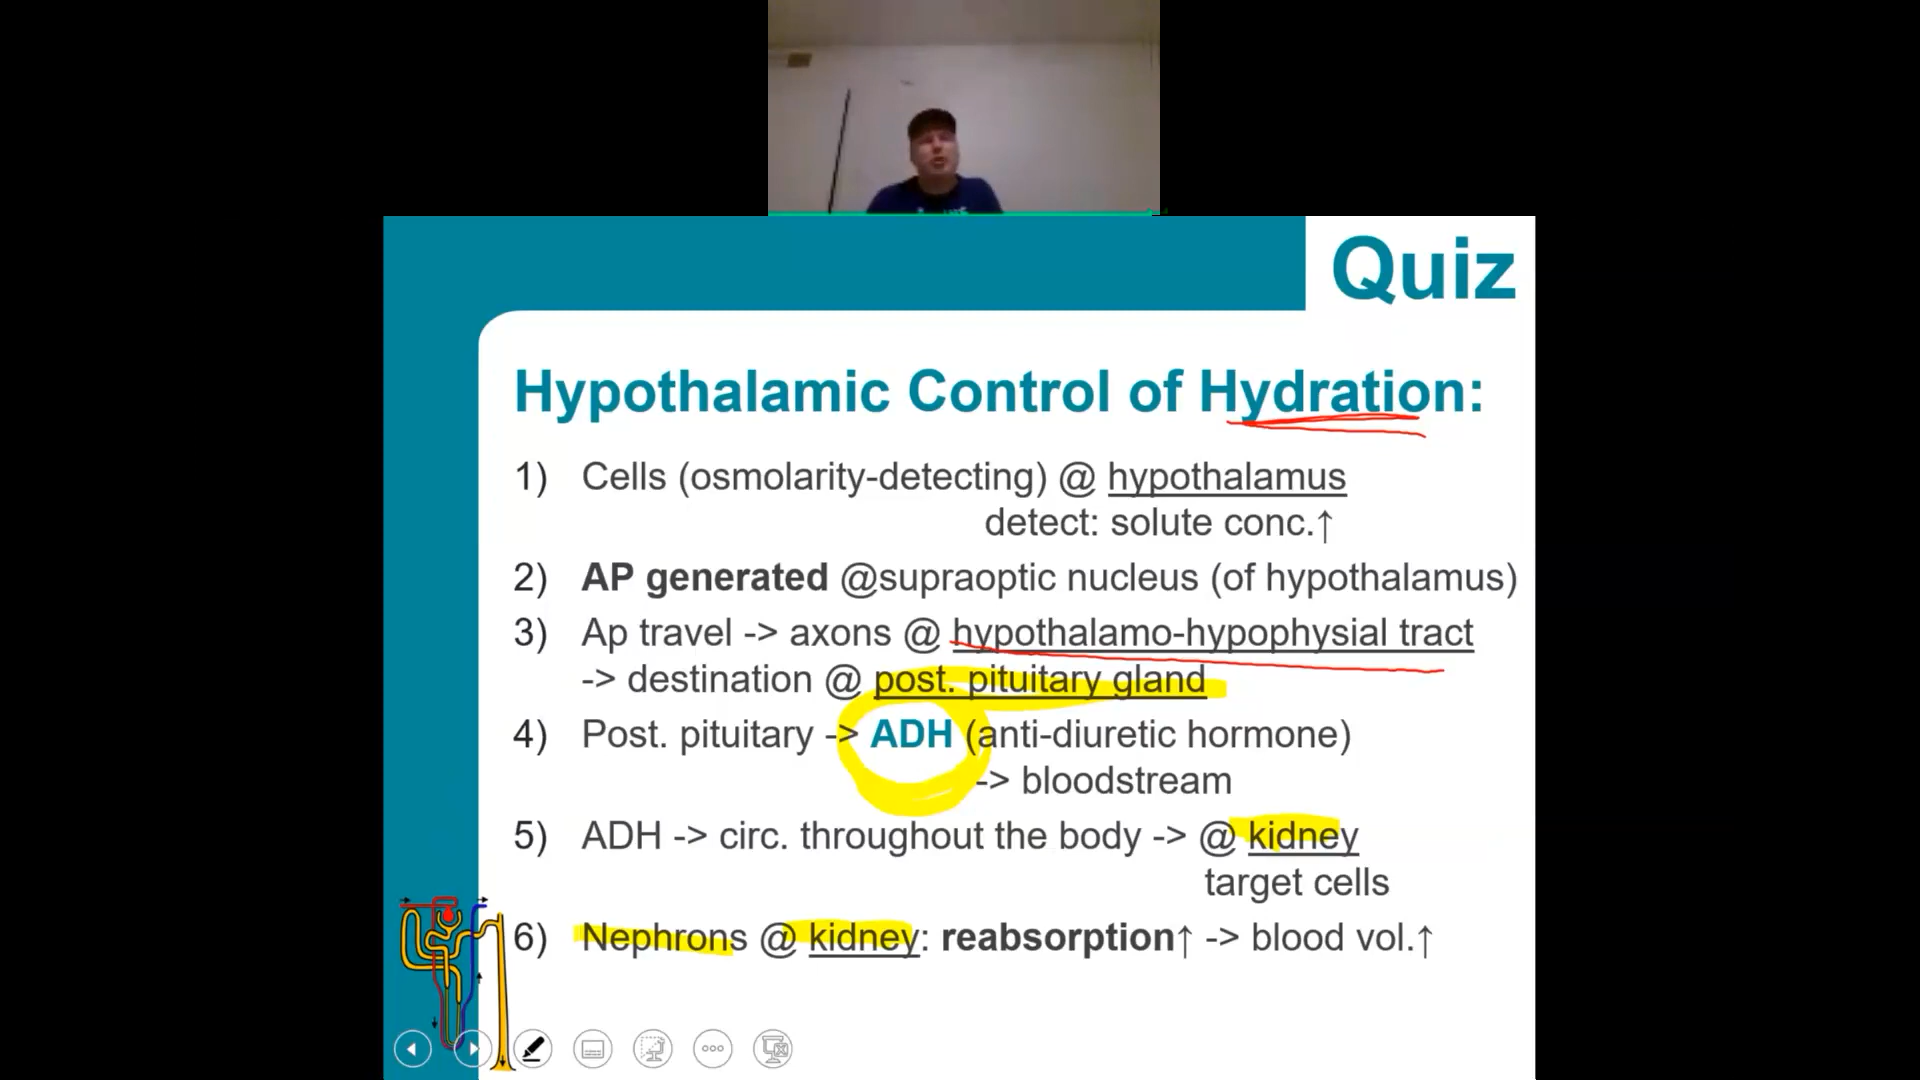 Quiz
Hypothalamic Control of Hydration:
1) Cells (osmolarity-detecting) @ hypothalamus
detect: solute conc.↑
2) AP generated @supraoptic nucleus (of hypothalamus)
3) Ap travel -> axons @ hypothalamo-hypophysial tract
-> destination @ post. pituitary gland
4) Post. pituitary -> ADH (anti-diuretic hormone)
-> bloodstream
5) ADH -> circ. throughout the body -> @ kidney
target cells
6) Nephrons @ kidney: reabsorption↑ -> blood vol.↑